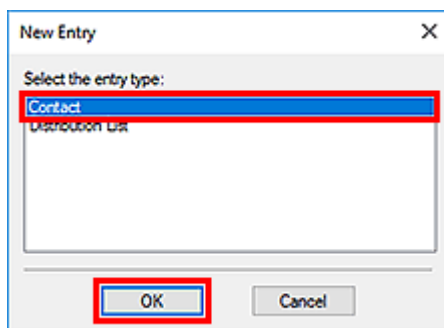 New Entry
Select the entry type:
Contact
Distribution List
OK
Cancel